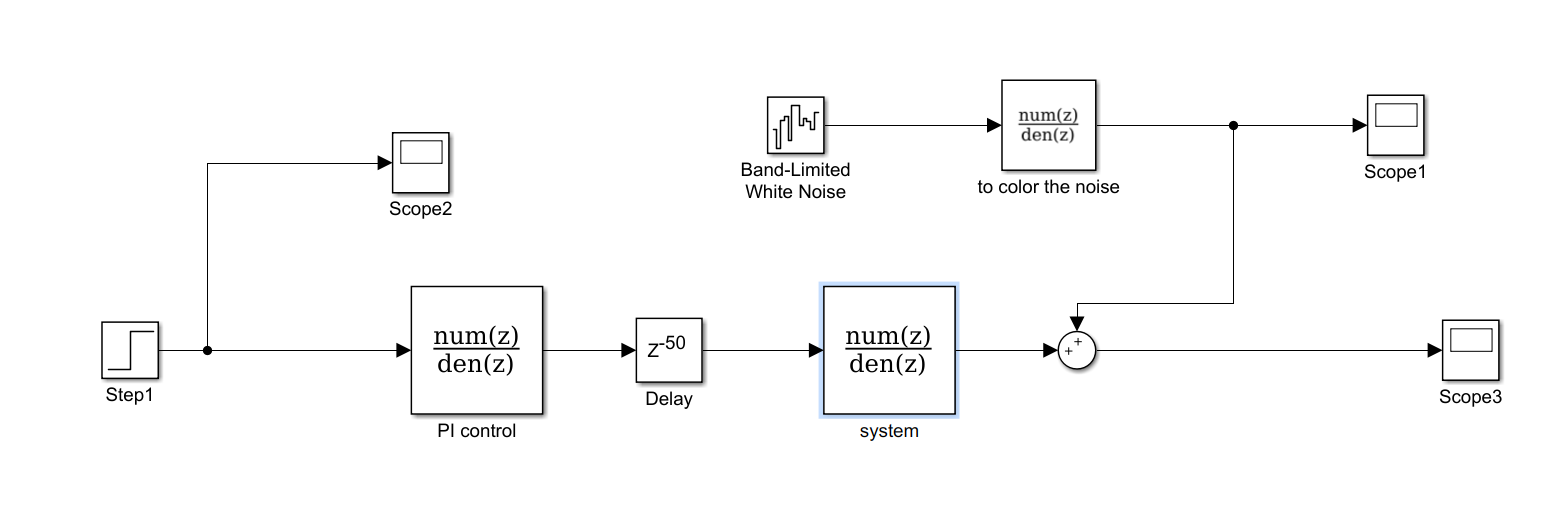 num(z)
den(z)
Band-Limited
White Noise
to color the noise
Scope1
Scope2
num(z)
den(z)
z-50
num(z)
den(z)
+
+
Step1
Delay
Scope3
PI control
system